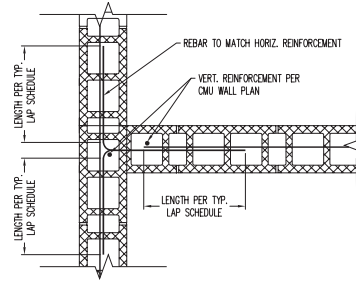 REBAR TO MATCH HORIZ. REINFORCEMENT
VERT. REINFORCEMENT PER
CMU WALL PLAN
LENGTH PER TYP.
LAP SCHEDULE
LENGTH PER TYP.
LAP SCHEDULE
LENGTH PER TYP.
LAP SCHEDULE